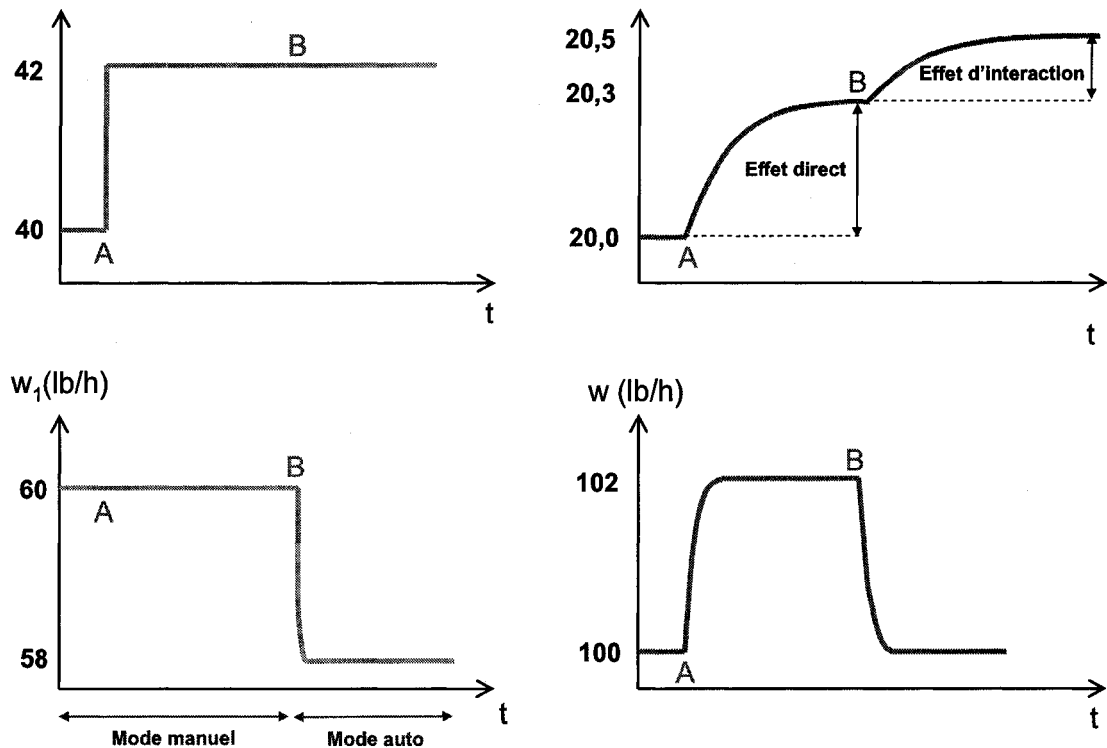 42
B
40
A
t
20,5
20,3
B
Effet d'interaction
Effet direct
20,0
A
t
w₁(lb/h)
60
A
B
58
t
Mode manuel
Mode auto
w (lb/h)
102
B
100
A
t